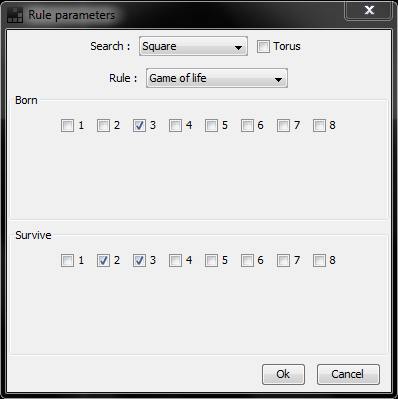 Rule parameters
Search : Square Torus
Rule : Game of life
Born
1 2 3 4 5 6 7 8
Survive
1 2 3 4 5 6 7 8
Ok Cancel